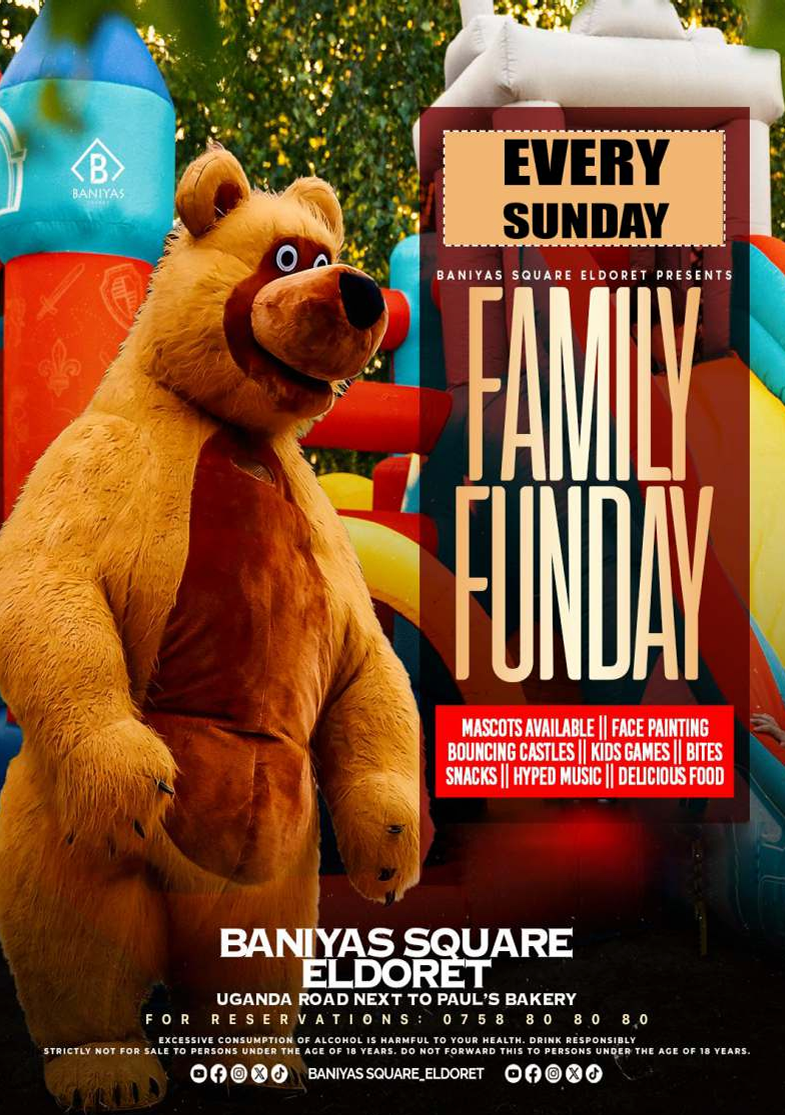 BANIYAS
EVERY
SUNDAY
BANIYAS SQUARE ELDORET PRESENTS
FAMILY
FUNDAY
MASCOTS AVAILABLE || FACE PAINTING
BOUNCING CASTLES || KIDS GAMES || BITES
SNACKS || HYPED MUSIC || DELICIOUS FOOD
BANIYAS SQUARE
ELDORET
UGANDA ROAD NEXT TO PAUL'S BAKERY
FOR RESERVATIONS: 0758 80 80 80
EXCESSIVE CONSUMPTION OF ALCOHOL IS HARMFUL TO YOUR HEALTH. DRINK RESPONSIBLY
STRICTLY NOT FOR SALE TO PERSONS UNDER THE AGE OF 18 YEARS. DO NOT FORWARD THIS TO PERSONS UNDER THE AGE OF 18 YEARS.
BANIYAS SQUARE_ELDORET